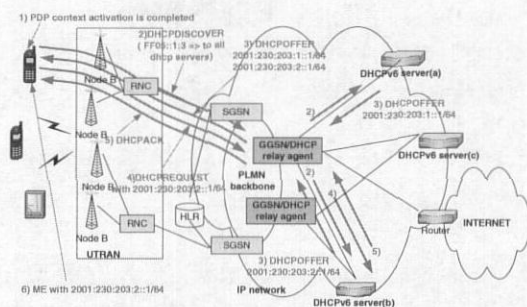 1) PDP context activation is completed
2)DHCPDISCOVER
( FF05::1:3 => to all
dhcp servers)
3) DHCPOFFER
2001:230:203:1::1/64
2001:230:203:2::1/64
Node B
RNC
SGSN
DHCPv6 server(a)
2)
3) DHCPOFFER
2001:230:203:1::1/64
Node B
5) DHCPACK
GGSN/DHCP
relay agent
DHCPv6 server(c)
4)DHCPREQUEST
with 2001:230:203:2::1/64
PLMN
backbone
2)
Node B
GGSN/DHCP
relay agent
4)
HLR
RNC
Node B
SGSN
5)
Router
INTERNET
UTRAN
3) DHCPOFFER
2001:230:203:2::1/64
6) ME with 2001:230:203:2::1/64
IP network
DHCPv6 server(b)